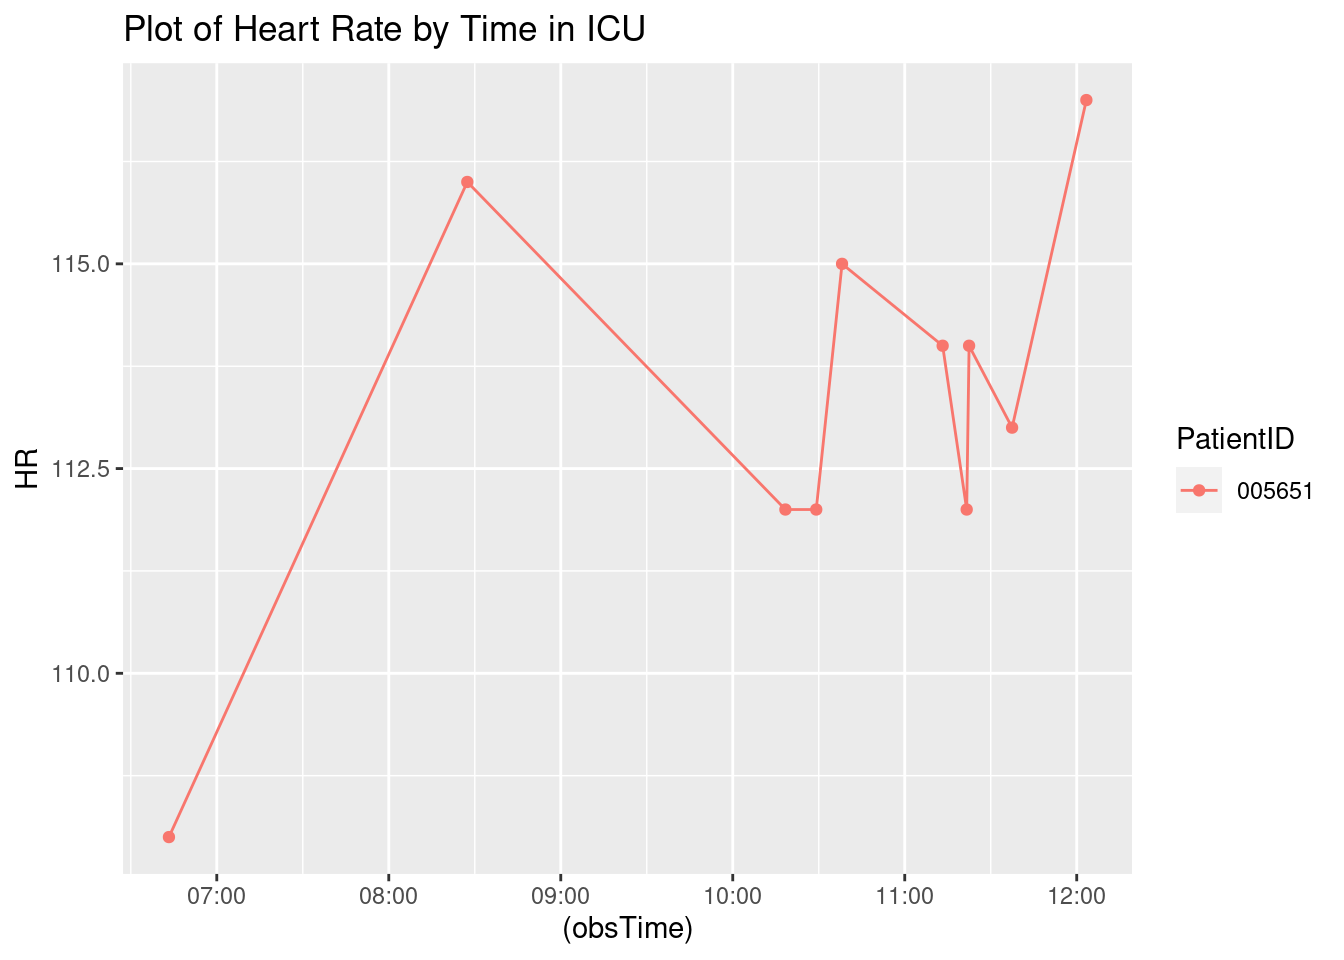 Plot of Heart Rate by Time in ICU
115.0
112.5
110.0
HR
07:00 08:00 09:00 10:00 11:00 12:00
(obsTime)
PatientID
005651